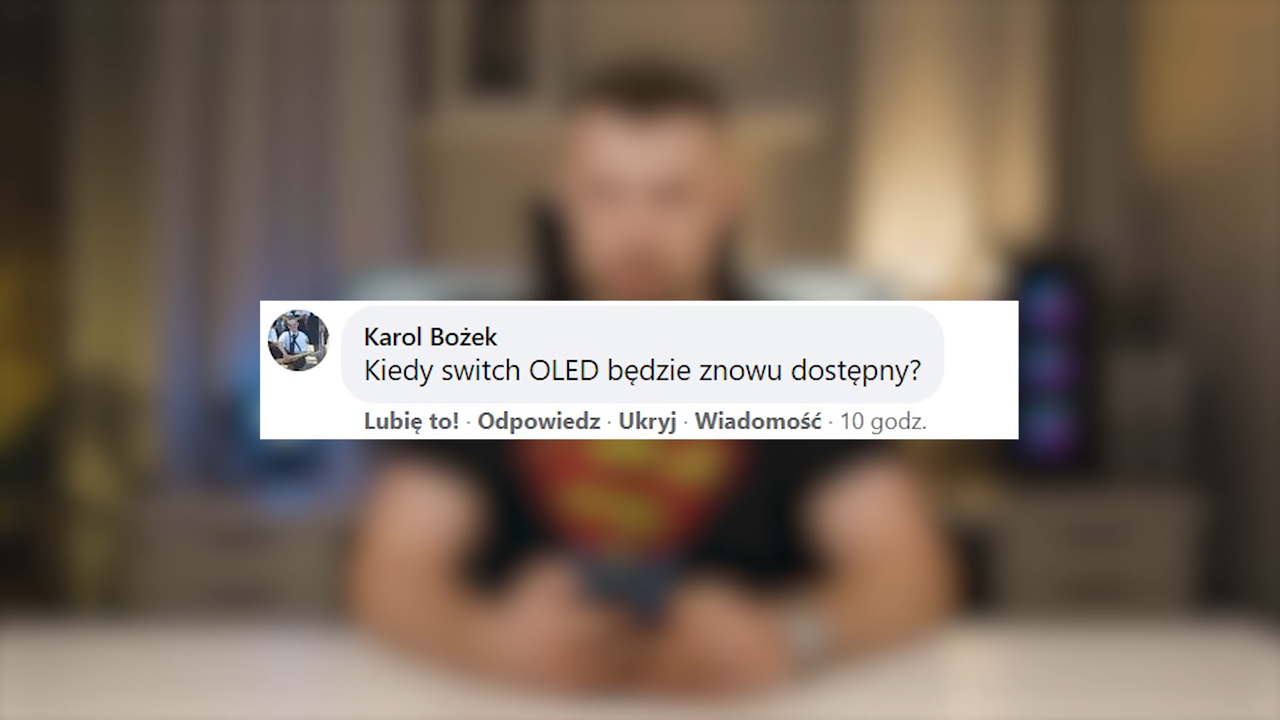 Karol Bożek
Kiedy switch OLED będzie znowu dostępny?
Lubię to! · Odpowiedz · Ukryj · Wiadomość · 10 godz.